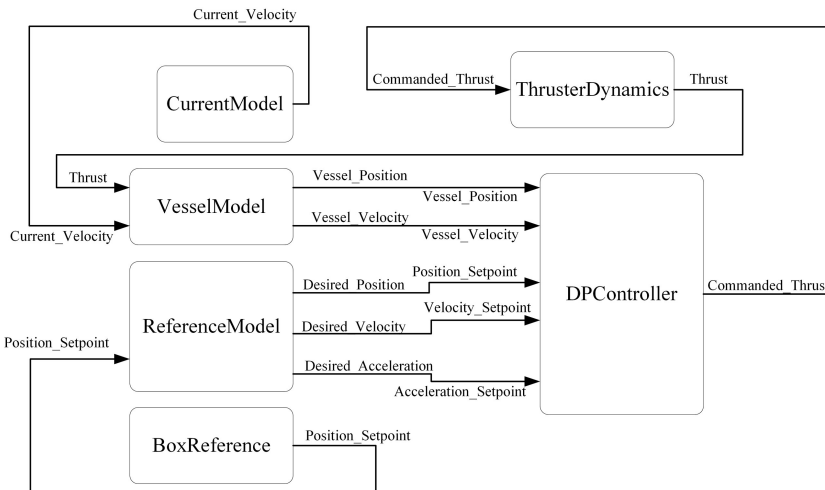 Current_Velocity
CurrentModel
Commanded_Thrust
ThrusterDynamics
Thrust
Thrust
VesselModel
Vessel_Position
Vessel_Position
Vessel_Velocity
Vessel_Velocity
Current_Velocity
Desired_Position
Position_Setpoint
DPController
Commanded_Thrus
ReferenceModel
Desired_Velocity
Velocity_Setpoint
Position_Setpoint
Desired_Acceleration
Acceleration_Setpoint
BoxReference
Position_Setpoint